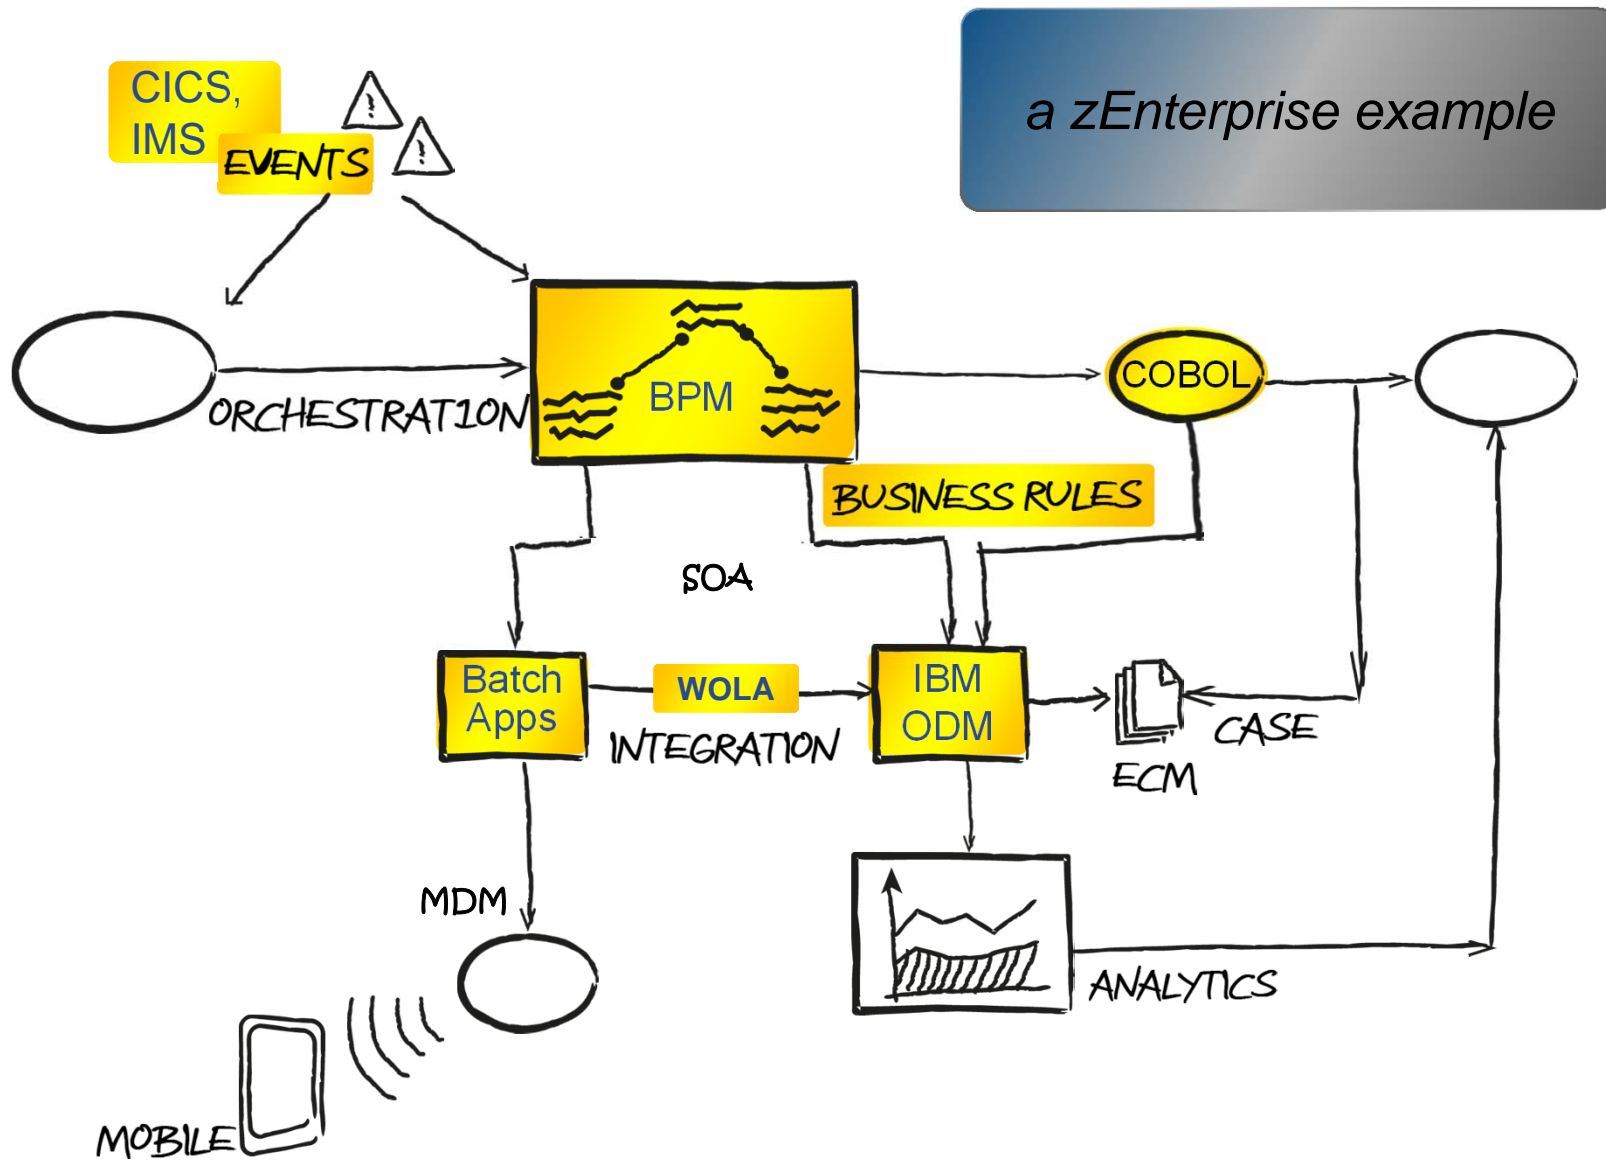 a zEnterprise example
CICS,
IMS
EVENTS
ORCHESTRATION
BPM
COBOL
BUSINESS RULES
SOA
Batch
Apps
WOLA
INTEGRATION
IBM
ODM
CASE
ECM
MDM
ANALYTICS
MOBILE